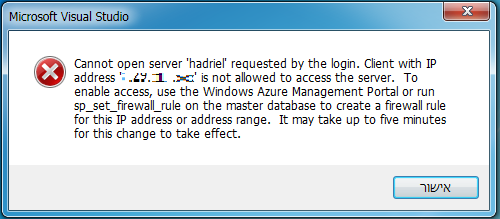 Microsoft Visual Studio
Cannot open server 'hadriel' requested by the login. Client with IP
address ' ' is not allowed to access the server. To
enable access, use the Windows Azure Management Portal or run
sp_set_firewall_rule on the master database to create a firewall rule
for this IP address or address range. It may take up to five minutes
for this change to take effect.
אישור